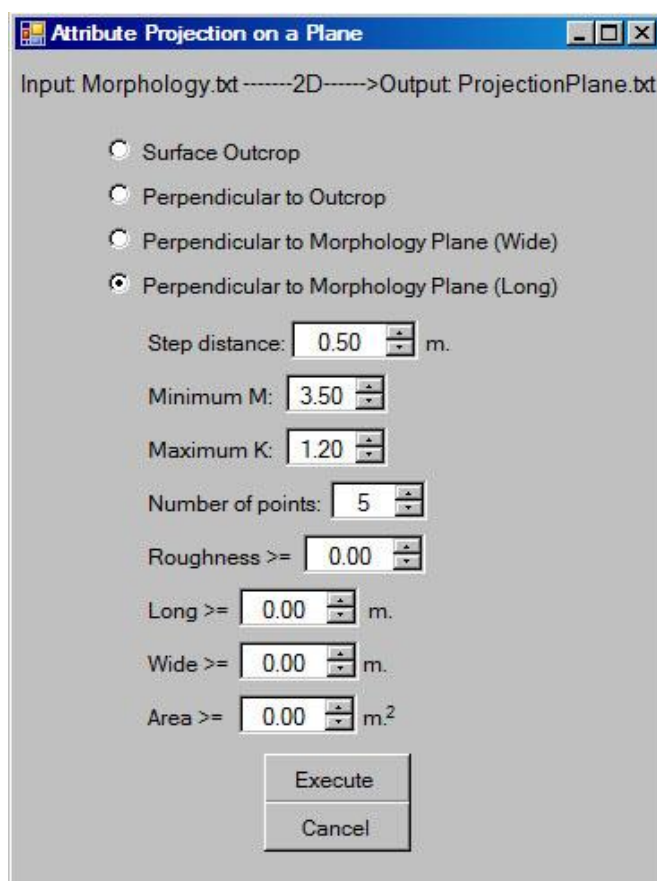 Attribute Projection on a Plane
Input: Morphology.txt -------2D------>Output: ProjectionPlane.txt
Surface Outcrop
Perpendicular to Outcrop
Perpendicular to Morphology Plane (Wide)
Perpendicular to Morphology Plane (Long)
Step distance: 0.50 m.
Minimum M: 3.50
Maximum K: 1.20
Number of points: 5
Roughness >= 0.00
Long >= 0.00 m.
Wide >= 0.00 m.
Area >= 0.00 m.²
Execute
Cancel